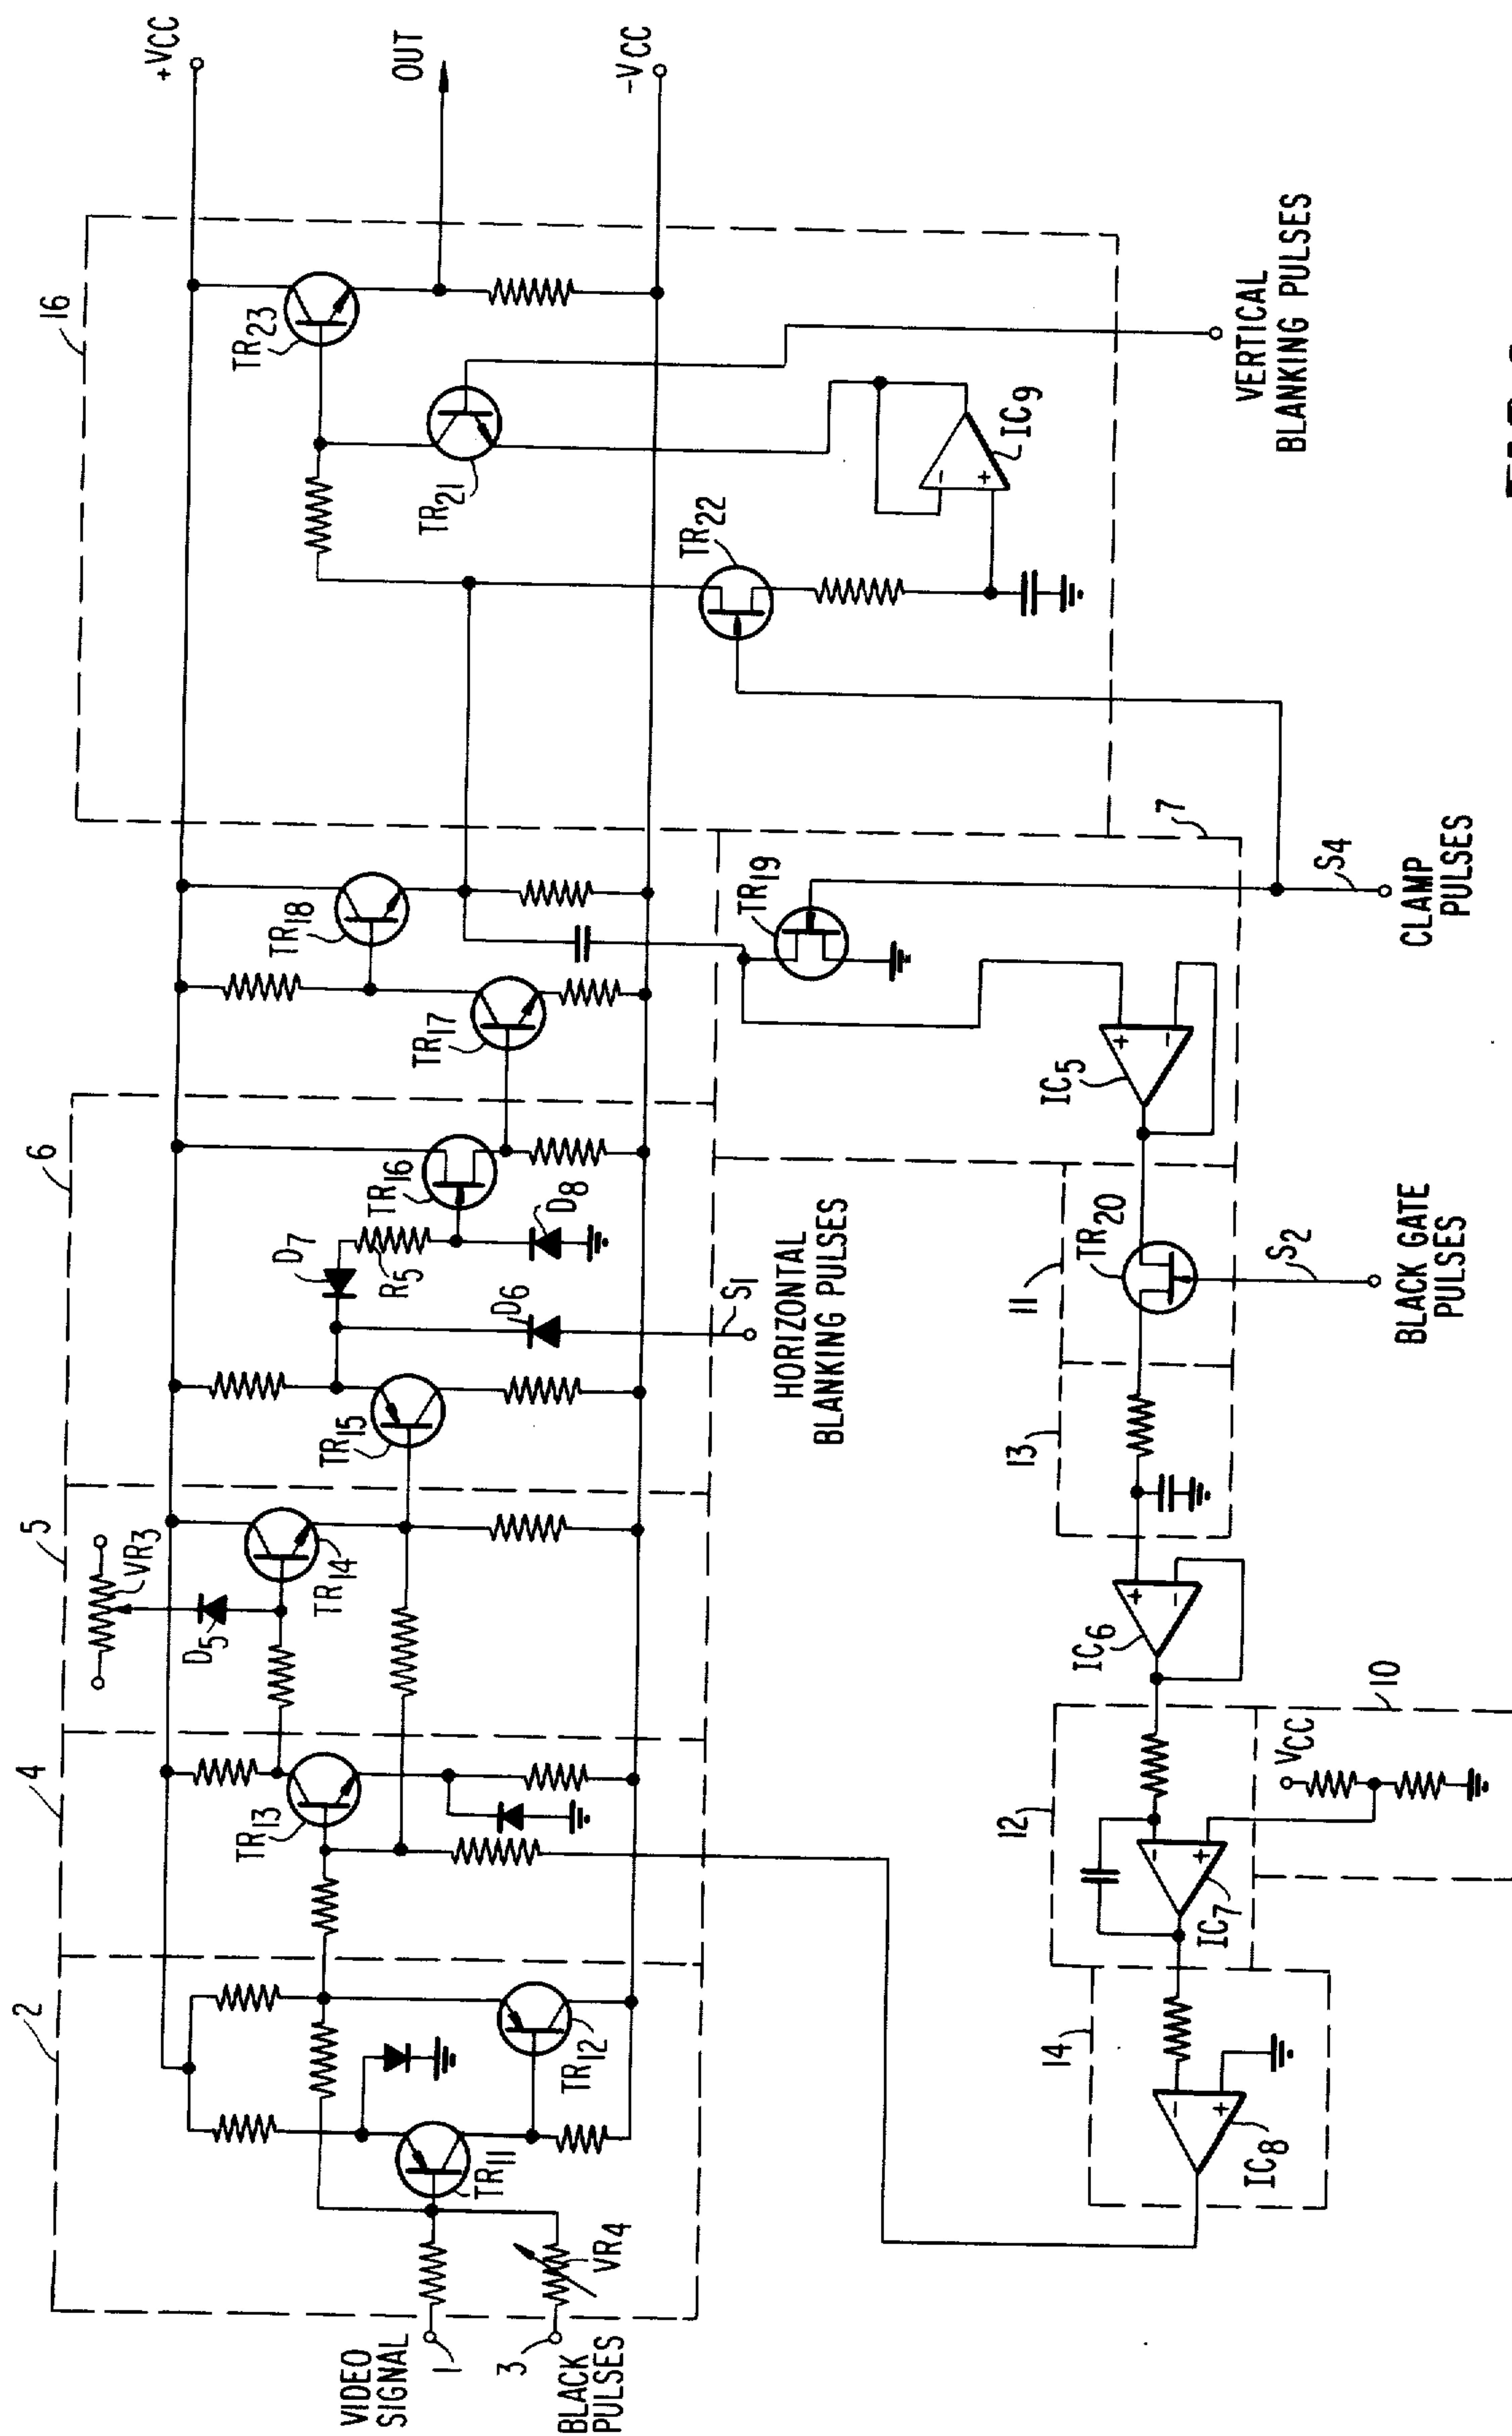 +VCC
OUT
-VCC
16
TR23
TR21
IC9
-
+
TR22
VERTICAL
BLANKING PULSES
7
TR18
TR17
TR19
S4
CLAMP
PULSES
IC5
+
-
6
TR16
D7
R5
D8
D6
S1
TR15
HORIZONTAL
BLANKING PULSES
11
TR20
S2
BLACK GATE
PULSES
13
5
VR3
D5
TR14
IC6
+
-
4
TR13
12
10
VCC
IC7
-
+
2
TR12
TR11
14
IC8
-
+
VR4
VIDEO
SIGNAL
1
3
BLACK
PULSES